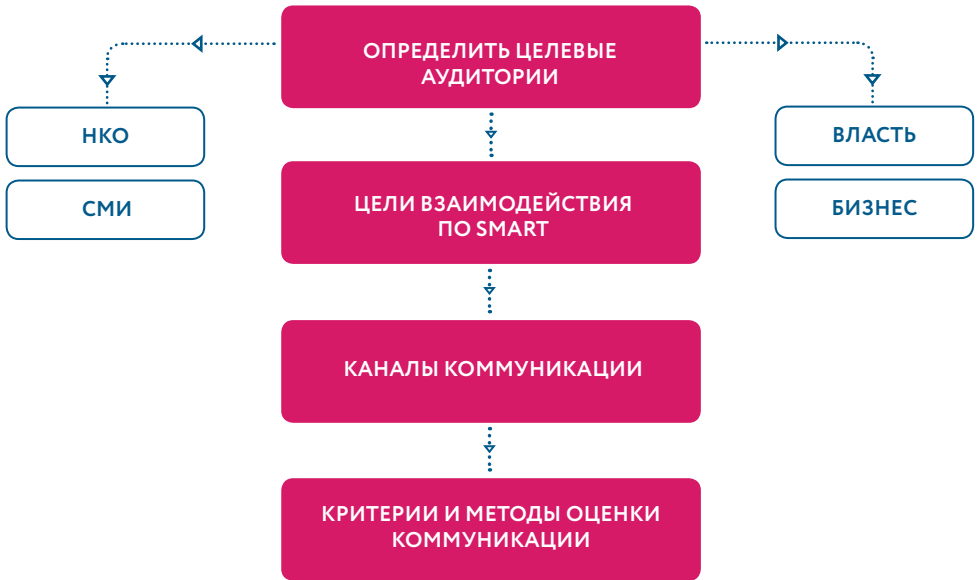 ОПРЕДЕЛИТЬ ЦЕЛЕВЫЕ
АУДИТОРИИ
НКО
СМИ
ВЛАСТЬ
БИЗНЕС
ЦЕЛИ ВЗАИМОДЕЙСТВИЯ
ПО SMART
КАНАЛЫ КОММУНИКАЦИИ
КРИТЕРИИ И МЕТОДЫ ОЦЕНКИ
КОММУНИКАЦИИ